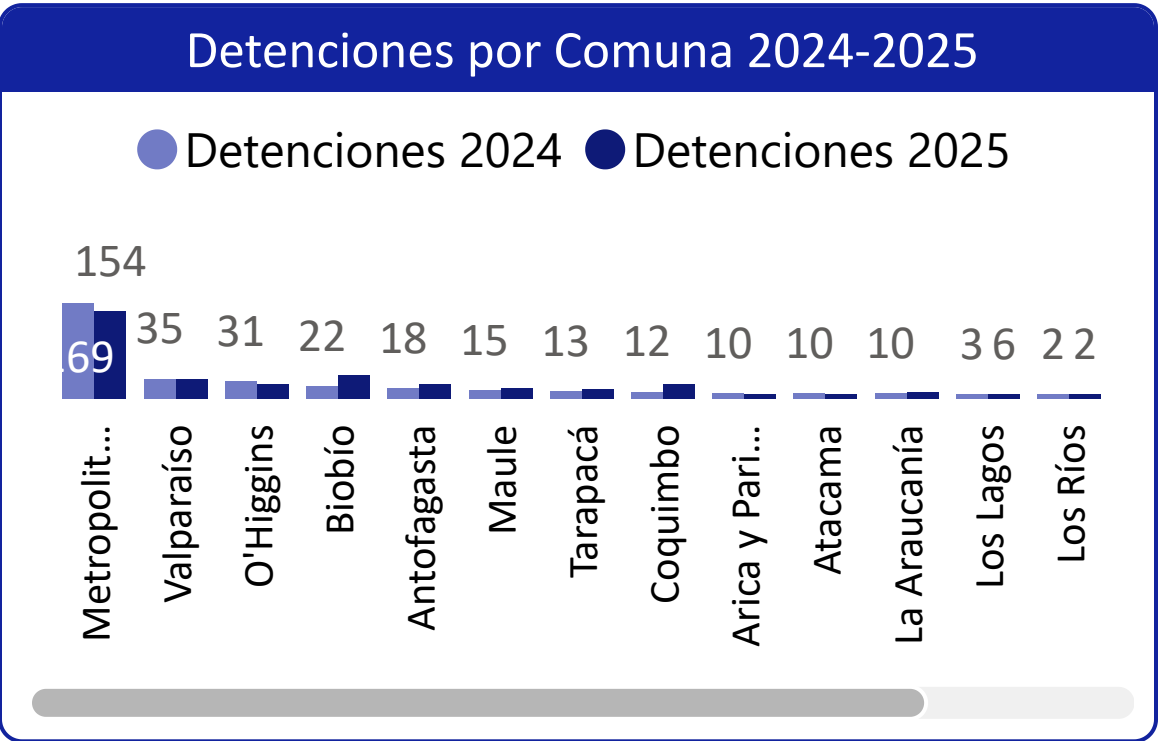 Detenciones por Comuna 2024-2025
Detenciones 2024 Detenciones 2025
154
69 35 31 22 18 15 13 12 10 10 10 3 6 2 2
Metropolit...
Valparaíso
O'Higgins
Biobío
Antofagasta
Maule
Tarapacá
Coquimbo
Arica y Pari...
Atacama
La Araucanía
Los Lagos
Los Ríos